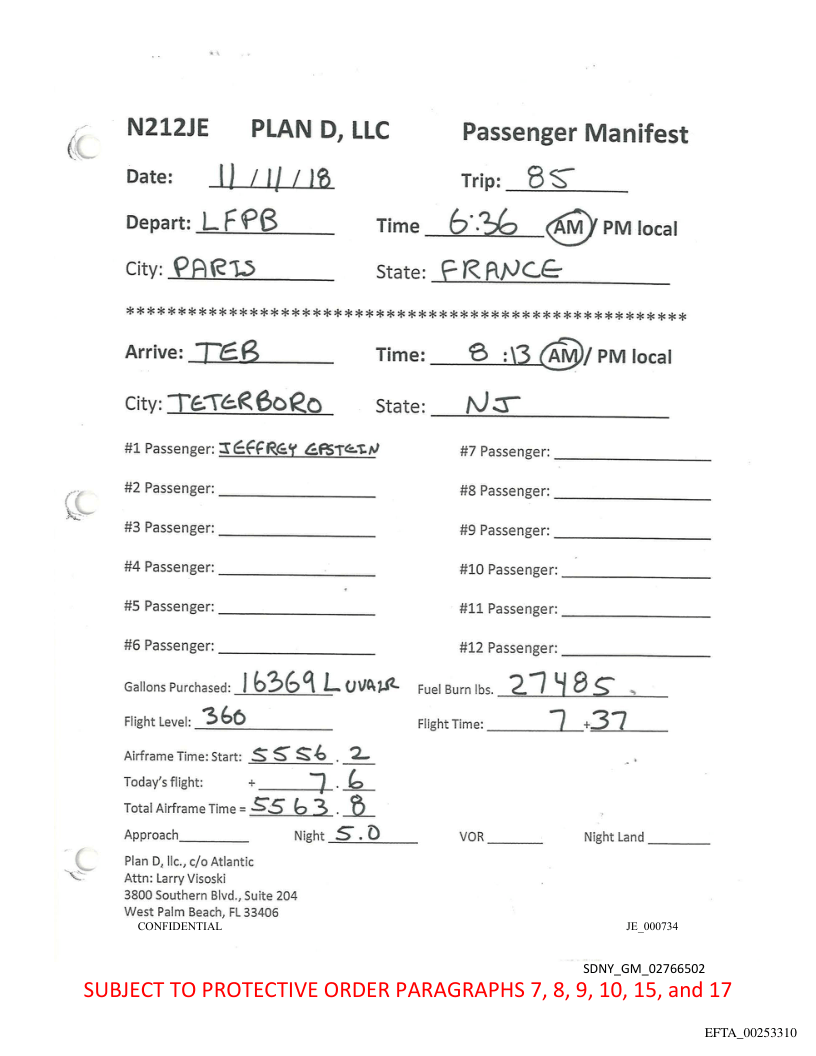 N212JE PLAN D, LLC Passenger Manifest
Date: 11/11/18 Trip: 85
Depart: LFPB Time 6:36 AM / PM local
City: PARIS State: FRANCE
*******************************************************
Arrive: TEB Time: 8:13 AM / PM local
City: TETERBORO State: NJ
#1 Passenger: JEFFREY EPSTEIN #7 Passenger:
#2 Passenger: #8 Passenger:
#3 Passenger: #9 Passenger:
#4 Passenger: #10 Passenger:
#5 Passenger: #11 Passenger:
#6 Passenger: #12 Passenger:
Gallons Purchased: 16369 L UVAIR Fuel Burn lbs. 27485.
Flight Level: 360 Flight Time: 7 + 37
Airframe Time: Start: 5556.2
Today's flight: + 7.6
Total Airframe Time = 5563.8
Approach Night 5.0 VOR Night Land
Plan D, llc., c/o Atlantic
Attn: Larry Visoski
3800 Southern Blvd., Suite 204
West Palm Beach, FL 33406
CONFIDENTIAL JE_000734
SDNY_GM_02766502
SUBJECT TO PROTECTIVE ORDER PARAGRAPHS 7, 8, 9, 10, 15, and 17
EFTA_00253310